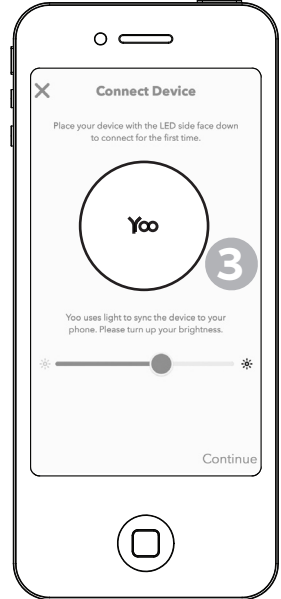 Connect Device
Place your device with the LED side face down
to connect for the first time.
Yoo
3
Yoo uses light to sync the device to your
phone. Please turn up your brightness.
Continue